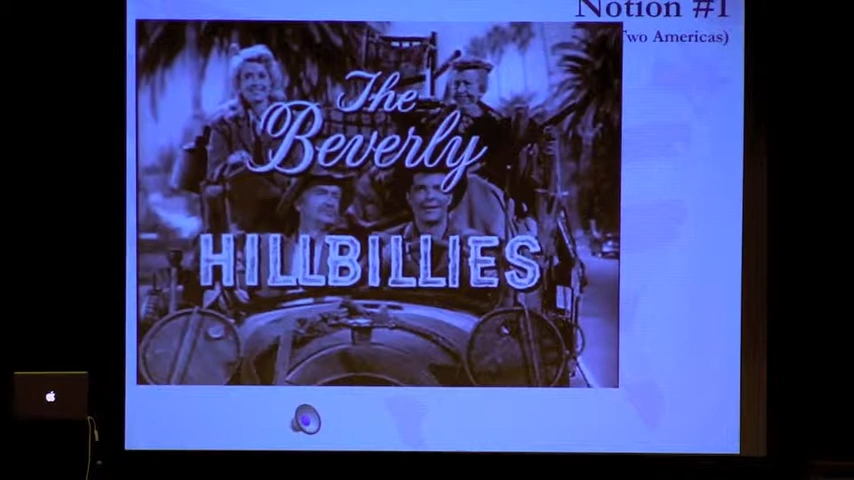 Notion #1
Two Americas)
The
Beverly
HILLBILLIES